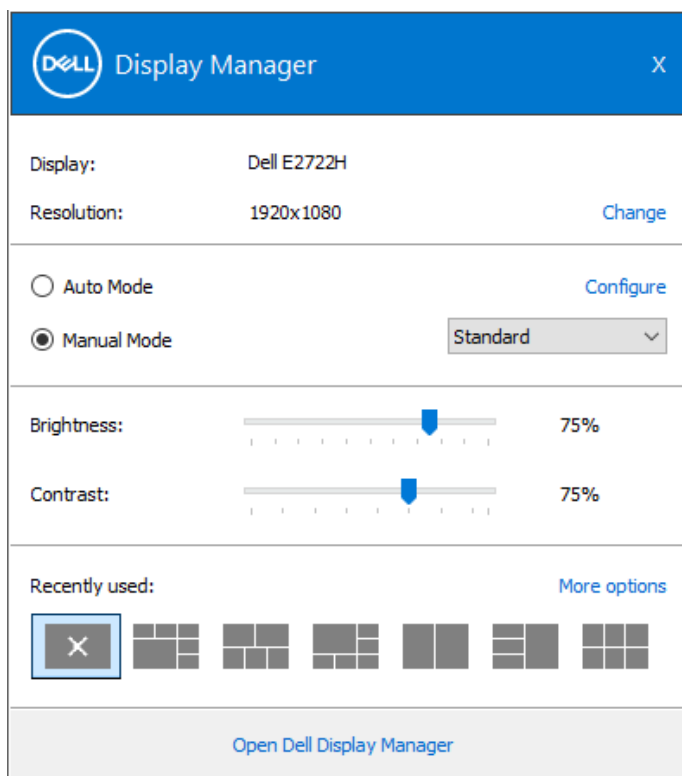 DELL Display Manager X
Display: Dell E2722H
Resolution: 1920x1080 Change
Auto Mode Configure
Manual Mode Standard
Brightness: 75%
Contrast: 75%
Recently used: More options
Open Dell Display Manager